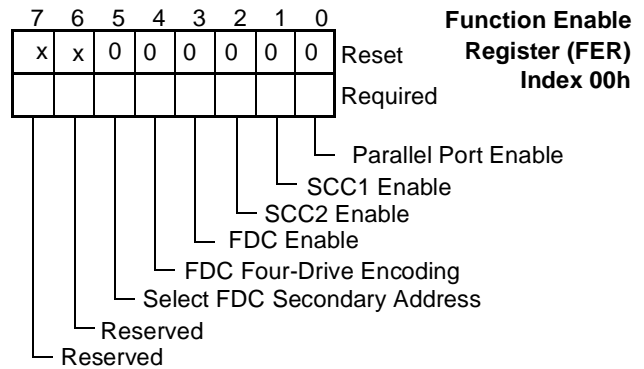 7 6 5 4 3 2 1 0
Function Enable
Register (FER)
Index 00h
x x 0 0 0 0 0 0 Reset
Required
Parallel Port Enable
SCC1 Enable
SCC2 Enable
FDC Enable
FDC Four-Drive Encoding
Select FDC Secondary Address
Reserved
Reserved